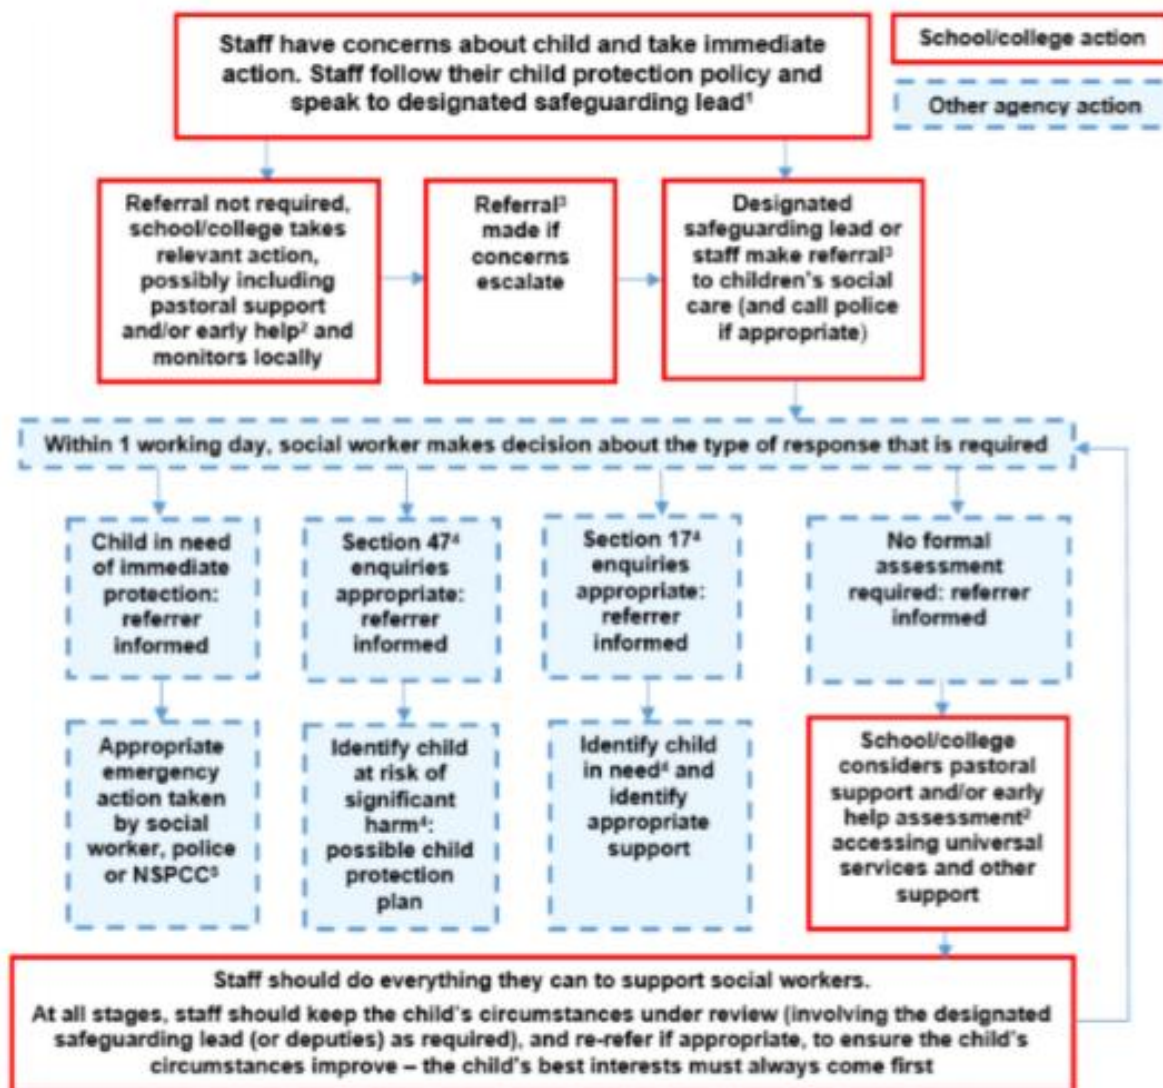 Staff have concerns about child and take immediate
action. Staff follow their child protection policy and
speak to designated safeguarding lead¹
School/college action
Other agency action
Referral not required,
school/college takes
relevant action,
possibly including
pastoral support
and/or early help² and
monitors locally
Referral³
made if
concerns
escalate
Designated
safeguarding lead or
staff make referral³
to children's social
care (and call police
if appropriate)
Within 1 working day, social worker makes decision about the type of response that is required
Child in need
of immediate
protection:
referrer
informed
Section 47⁴
enquiries
appropriate:
referrer
informed
Section 17⁴
enquiries
appropriate:
referrer
informed
No formal
assessment
required: referrer
informed
Appropriate
emergency
action taken
by social
worker, police
or NSPCC⁵
Identify child
at risk of
significant
harm⁴:
possible child
protection
plan
Identify child
in need⁴ and
identify
appropriate
support
School/college
considers pastoral
support and/or early
help assessment²
accessing universal
services and other
support
Staff should do everything they can to support social workers.
At all stages, staff should keep the child's circumstances under review (involving the designated
safeguarding lead (or deputies) as required), and re-refer if appropriate, to ensure the child's
circumstances improve – the child's best interests must always come first